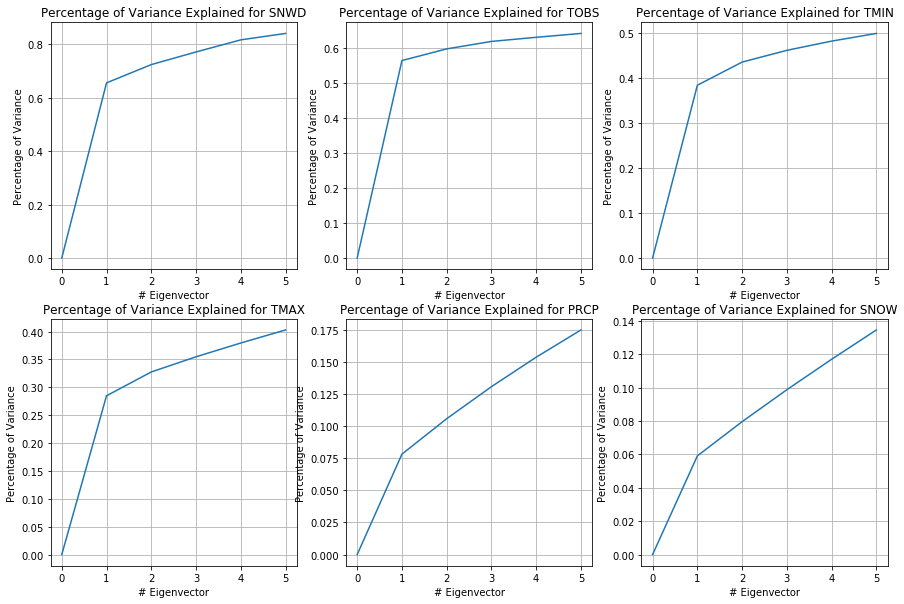 Percentage of Variance Explained for SNWD
Percentage of Variance
0.8
0.6
0.4
0.2
0.0
0 1 2 3 4 5
# Eigenvector
Percentage of Variance Explained for TOBS
Percentage of Variance
0.6
0.5
0.4
0.3
0.2
0.1
0.0
0 1 2 3 4 5
# Eigenvector
Percentage of Variance Explained for TMIN
Percentage of Variance
0.5
0.4
0.3
0.2
0.1
0.0
0 1 2 3 4 5
# Eigenvector
Percentage of Variance Explained for TMAX
Percentage of Variance
0.40
0.35
0.30
0.25
0.20
0.15
0.10
0.05
0.00
0 1 2 3 4 5
# Eigenvector
Percentage of Variance Explained for PRCP
Percentage of Variance
0.175
0.150
0.125
0.100
0.075
0.050
0.025
0.000
0 1 2 3 4 5
# Eigenvector
Percentage of Variance Explained for SNOW
Percentage of Variance
0.14
0.12
0.10
0.08
0.06
0.04
0.02
0.00
0 1 2 3 4 5
# Eigenvector